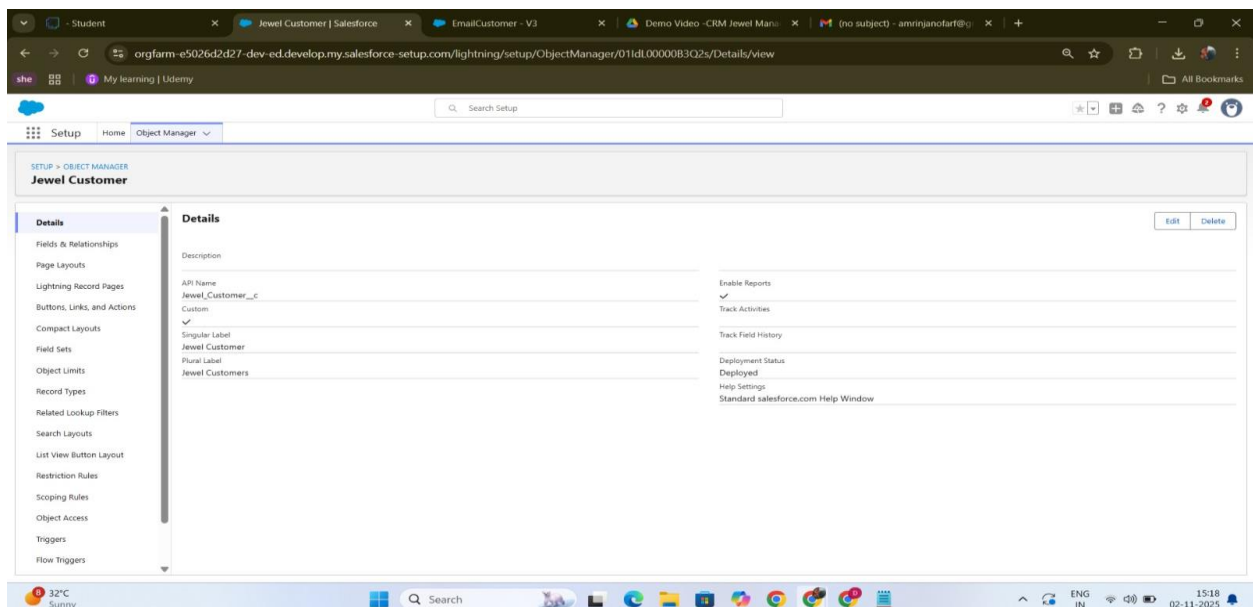 - Student
Jewel Customer | Salesforce
EmailCustomer - V3
Demo Video -CRM Jewel Mana
(no subject) - amrinjanofarf@g
orgfarm-e5026d2d27-dev-ed.develop.my.salesforce-setup.com/lightning/setup/ObjectManager/01IdL00000B3Q2s/Details/view
she
My learning | Udemy
All Bookmarks
Search Setup
Setup
Home
Object Manager
SETUP > OBJECT MANAGER
Jewel Customer
Details
Fields & Relationships
Page Layouts
Lightning Record Pages
Buttons, Links, and Actions
Compact Layouts
Field Sets
Object Limits
Record Types
Related Lookup Filters
Search Layouts
List View Button Layout
Restriction Rules
Scoping Rules
Object Access
Triggers
Flow Triggers
Details
Edit
Delete
Description
API Name
Jewel_Customer__c
Custom
Singular Label
Jewel Customer
Plural Label
Jewel Customers
Enable Reports
Track Activities
Track Field History
Deployment Status
Deployed
Help Settings
Standard salesforce.com Help Window
32°C
Sunny
Search
ENG
IN
15:18
02-11-2025